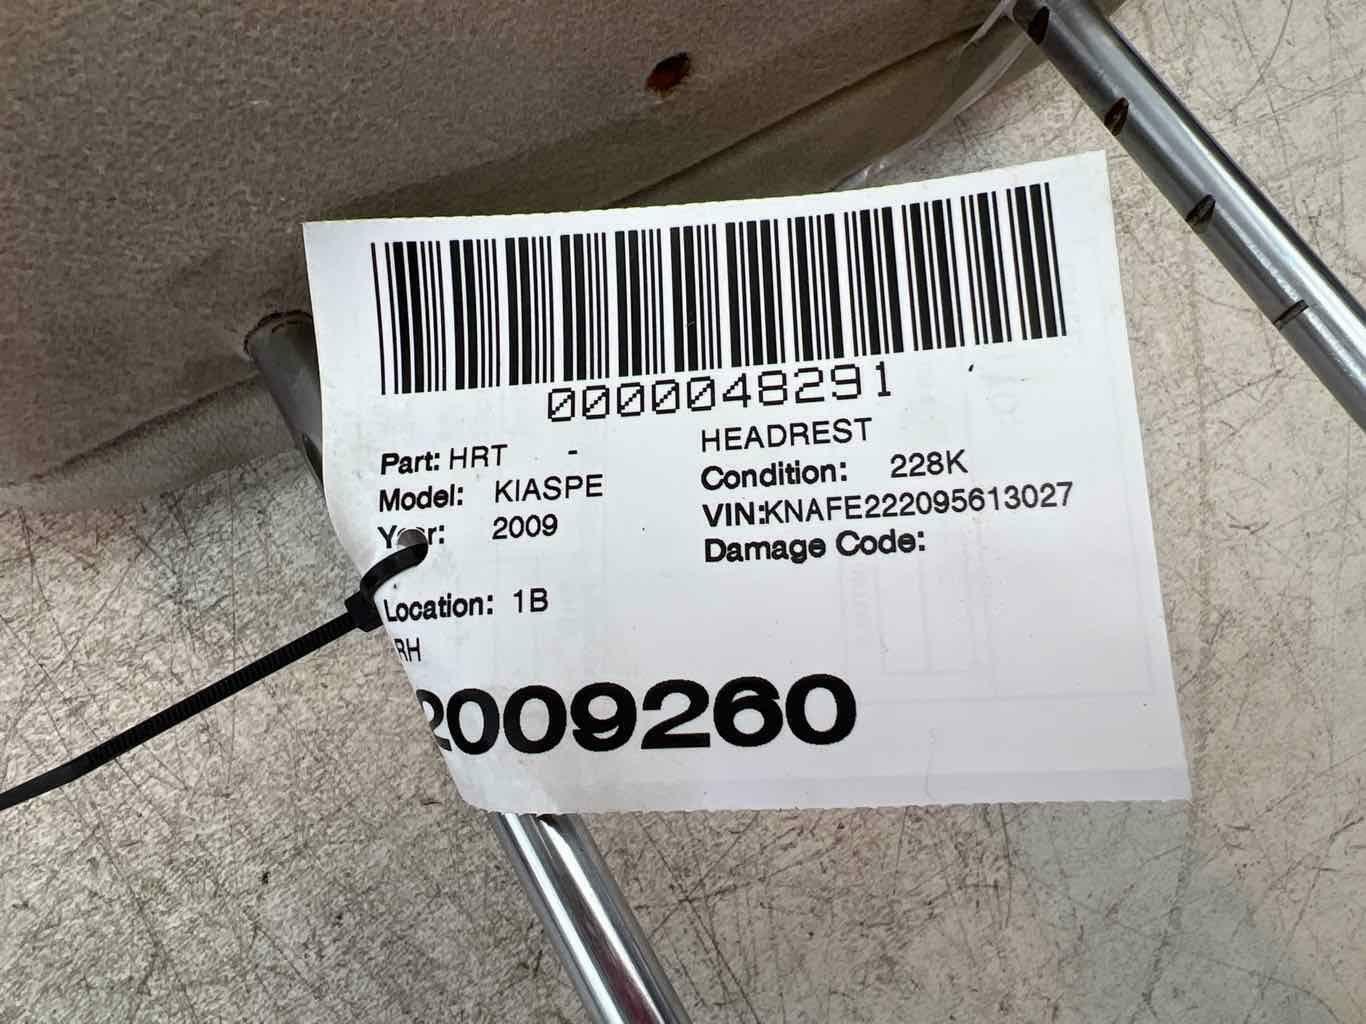 0000048291
Part: HRT - HEADREST
Model: KIASPE Condition: 228K
Year: 2009 VIN:KNAFE222095613027
Damage Code:
Location: 1B
RH
2009260